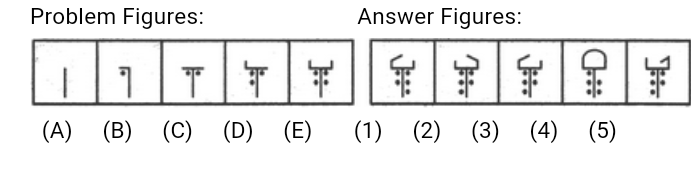 Problem Figures: Answer Figures:
(A) (B) (C) (D) (E) (1) (2) (3) (4) (5)